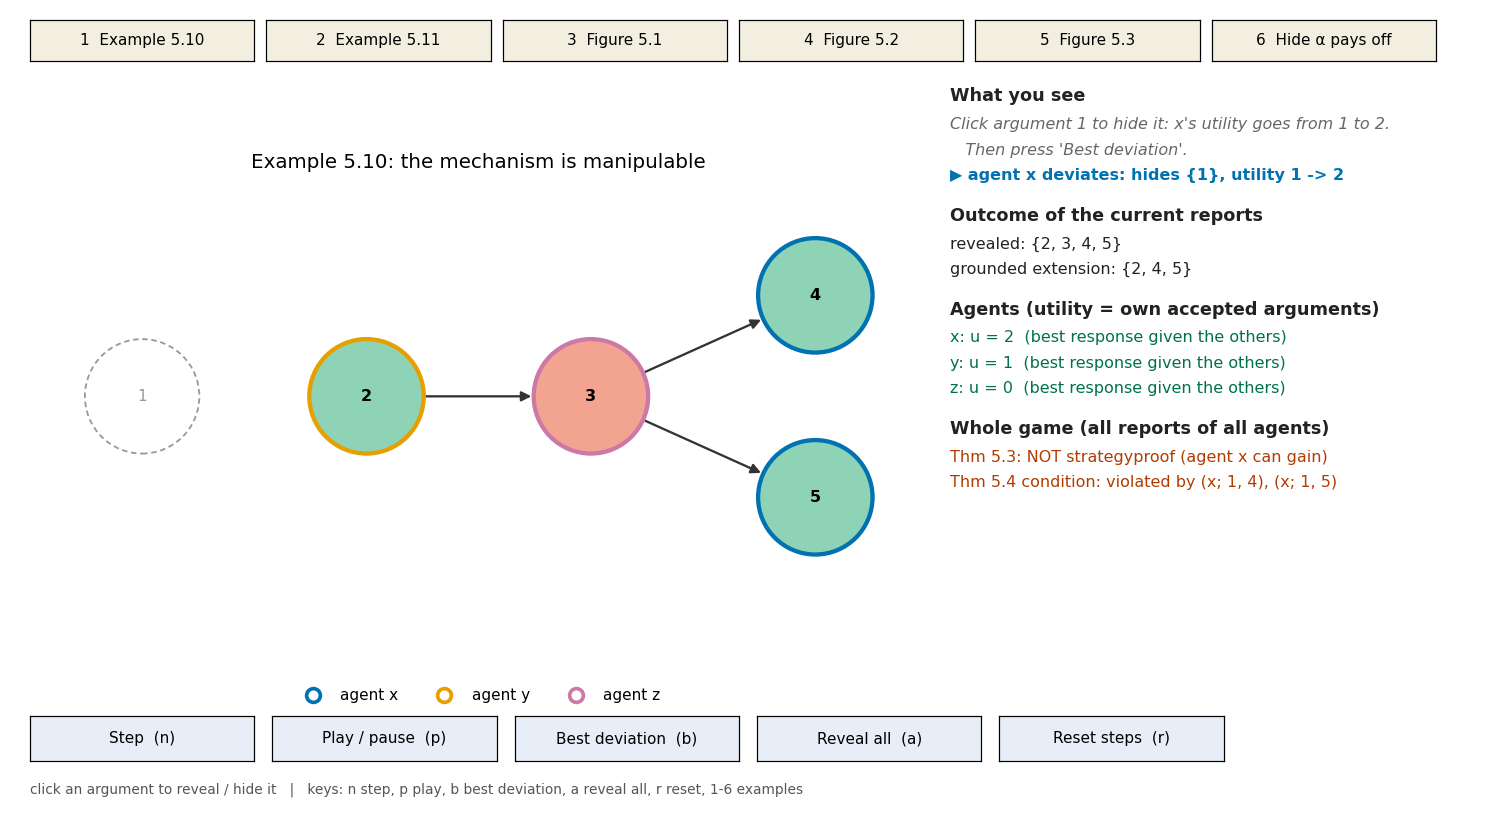 1  Example 5.10
2  Example 5.11
3  Figure 5.1
4  Figure 5.2
5  Figure 5.3
6  Hide α pays off
Example 5.10: the mechanism is manipulable
1
2
3
4
5
agent x
agent y
agent z
What you see
Click argument 1 to hide it: x's utility goes from 1 to 2.
Then press 'Best deviation'.
▶ agent x deviates: hides {1}, utility 1 -> 2
Outcome of the current reports
revealed: {2, 3, 4, 5}
grounded extension: {2, 4, 5}
Agents (utility = own accepted arguments)
x: u = 2  (best response given the others)
y: u = 1  (best response given the others)
z: u = 0  (best response given the others)
Whole game (all reports of all agents)
Thm 5.3: NOT strategyproof (agent x can gain)
Thm 5.4 condition: violated by (x; 1, 4), (x; 1, 5)
Step  (n)
Play / pause  (p)
Best deviation  (b)
Reveal all  (a)
Reset steps  (r)
click an argument to reveal / hide it   |   keys: n step, p play, b best deviation, a reveal all, r reset, 1-6 examples